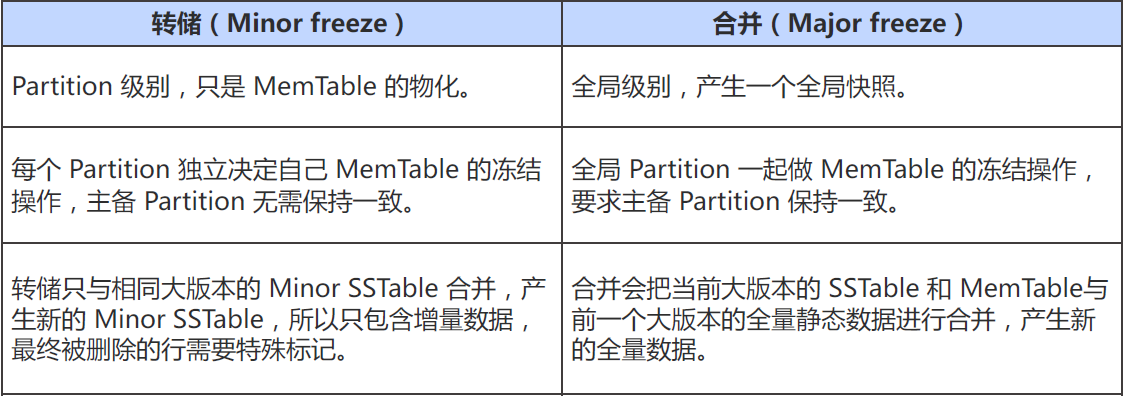 转储（Minor freeze）
合并（Major freeze）
Partition 级别，只是 MemTable 的物化。
全局级别，产生一个全局快照。
每个 Partition 独立决定自己 MemTable 的冻结
操作，主备 Partition 无需保持一致。
全局 Partition 一起做 MemTable 的冻结操作，
要求主备 Partition 保持一致。
转储只与相同大版本的 Minor SSTable 合并，产
生新的 Minor SSTable，所以只包含增量数据，
最终被删除的行需要特殊标记。
合并会把当前大版本的 SSTable 和 MemTable与
前一个大版本的全量静态数据进行合并，产生新
的全量数据。